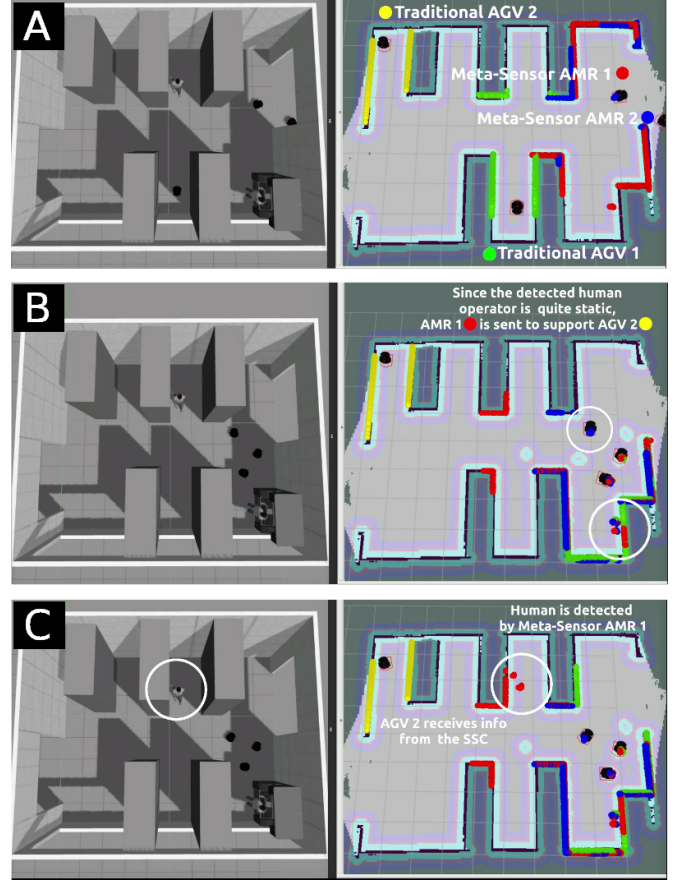 A
Traditional AGV 2
Meta-Sensor AMR 1
Meta-Sensor AMR 2
Traditional AGV 1
B
Since the detected human
operator is quite static,
AMR 1 is sent to support AGV 2
C
Human is detected
by Meta-Sensor AMR 1
AGV 2 receives info
from the SSC